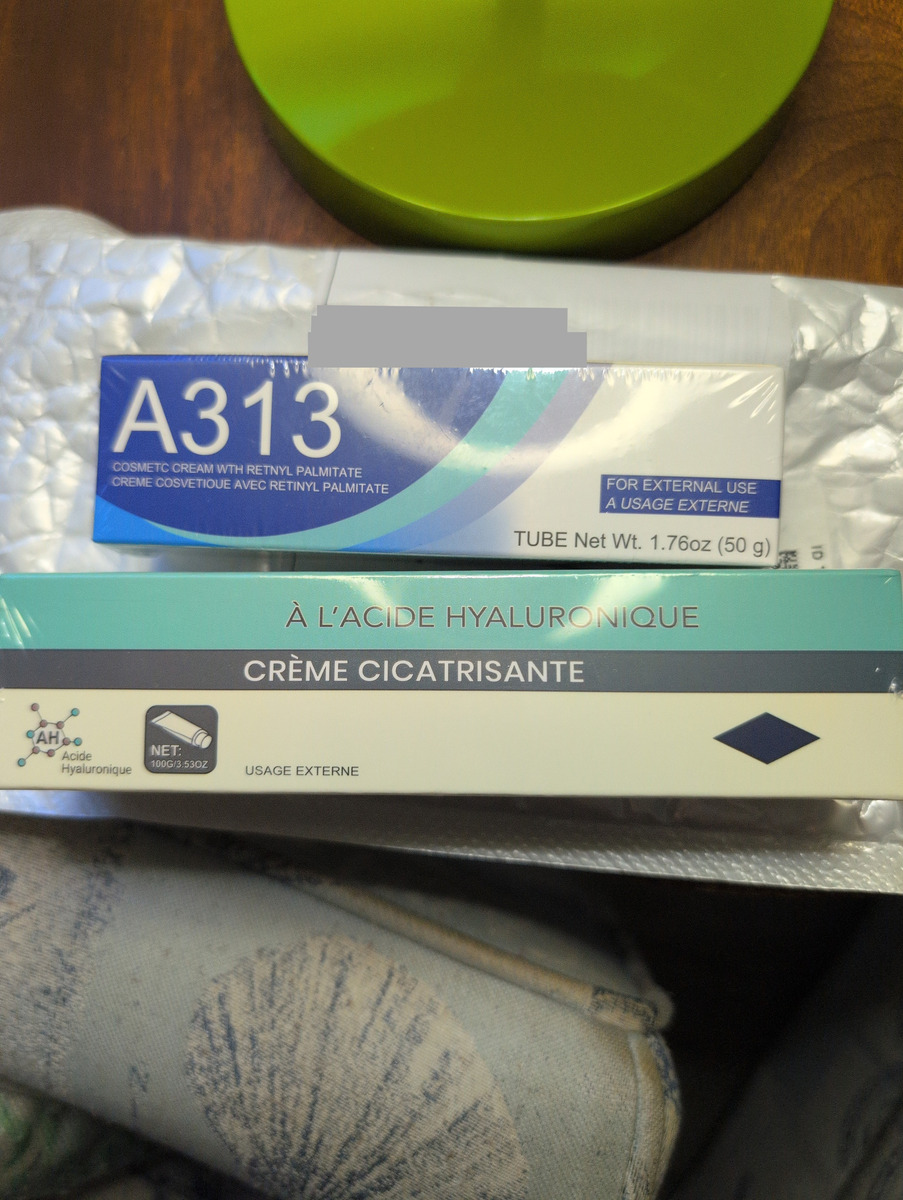 A313
COSMETC CREAM WTH RETNYL PALMITATE
CREME COSVETIQUE AVEC RETINYL PALMITATE
FOR EXTERNAL USE
A USAGE EXTERNE
TUBE Net Wt. 1.76oz (50 g)
ID
À L'ACIDE HYALURONIQUE
CRÈME CICATRISANTE
AH
Acide
Hyaluronique
NET:
100G/3.53OZ
USAGE EXTERNE